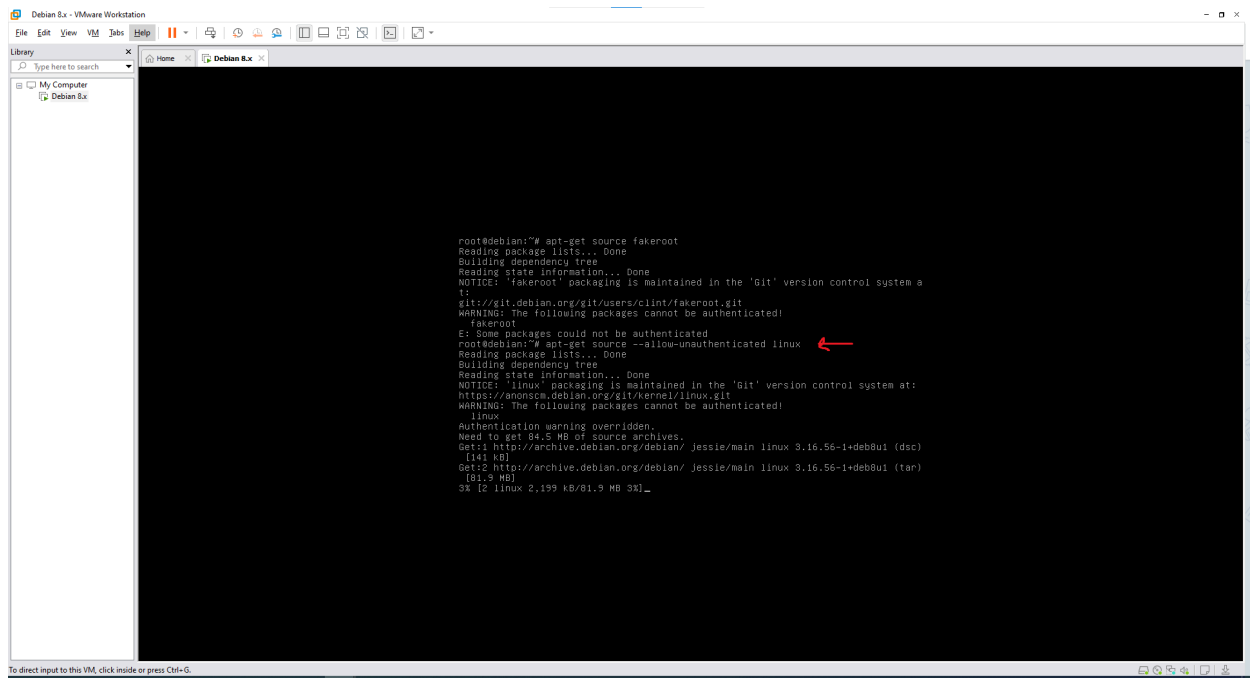 Debian 8.x - VMware Workstation
File Edit View VM Tabs Help
Library
Type here to search
Home
Debian 8.x
My Computer
Debian 8.x
root@debian:~# apt-get source fakeroot
Reading package lists... Done
Building dependency tree
Reading state information... Done
NOTICE: 'fakeroot' packaging is maintained in the 'Git' version control system a
t:
git://git.debian.org/git/users/clint/fakeroot.git
WARNING: The following packages cannot be authenticated!
fakeroot
E: Some packages could not be authenticated
root@debian:~# apt-get source --allow-unauthenticated linux
Reading package lists... Done
Building dependency tree
Reading state information... Done
NOTICE: 'linux' packaging is maintained in the 'Git' version control system at:
https://anonscm.debian.org/git/kernel/linux.git
WARNING: The following packages cannot be authenticated!
linux
Authentication warning overridden.
Need to get 84.5 MB of source archives.
Get:1 http://archive.debian.org/debian/ jessie/main linux 3.16.56-1+deb8u1 (dsc)
[141 kB]
Get:2 http://archive.debian.org/debian/ jessie/main linux 3.16.56-1+deb8u1 (tar)
[81.9 MB]
3% [2 linux 2,199 kB/81.9 MB 3%]_
To direct input to this VM, click inside or press Ctrl+G.